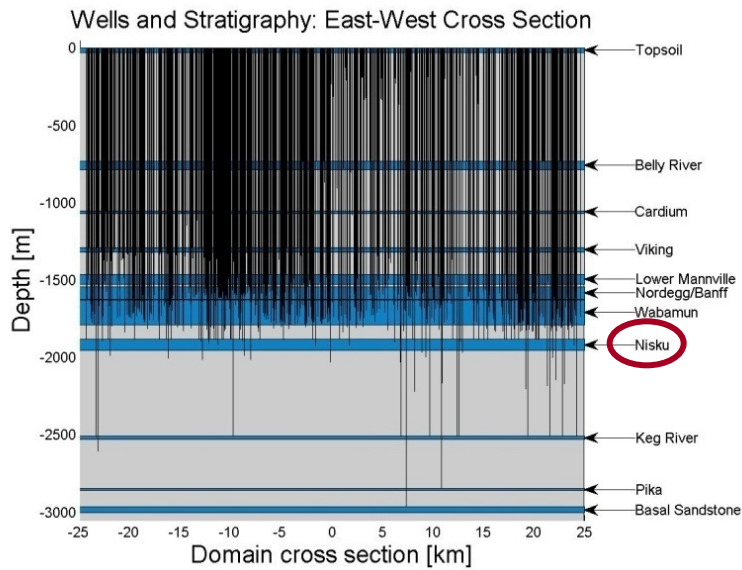 Wells and Stratigraphy: East-West Cross Section
0
-500
-1000
-1500
-2000
-2500
-3000
Depth [m]
Topsoil
Belly River
Cardium
Viking
Lower Mannville
Nordegg/Banff
Wabamun
Nisku
Keg River
Pika
Basal Sandstone
-25 -20 -15 -10 -5 0 5 10 15 20 25
Domain cross section [km]